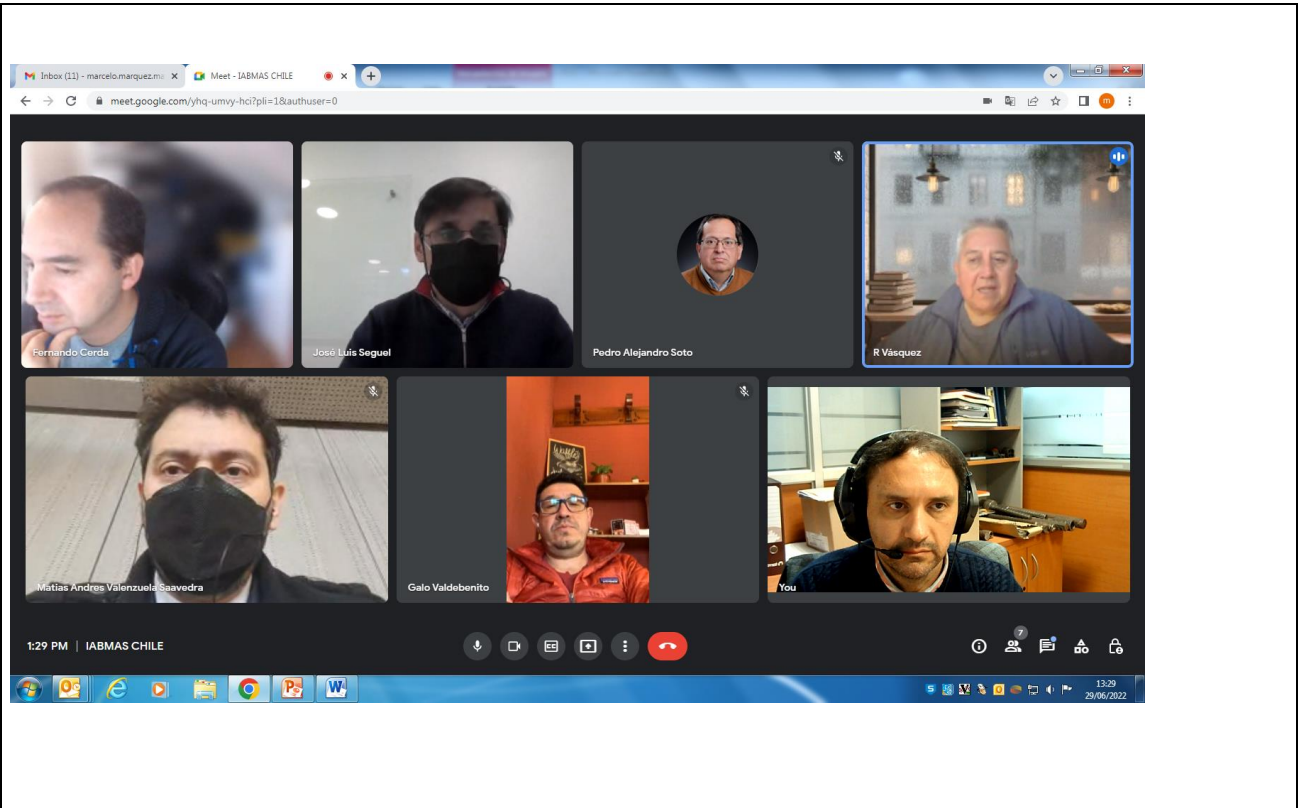 Inbox (11) - marcelo.marquez.ma
Meet - IABMAS CHILE
meet.google.com/yhq-umvy-hci?pli=1&authuser=0
m
Fernando Cerda
José Luis Seguel
Pedro Alejandro Soto
R Vásquez
Matias Andres Valenzuela Saavedra
Galo Valdebenito
You
1:29 PM | IABMAS CHILE
CC
7
13:29
29/06/2022